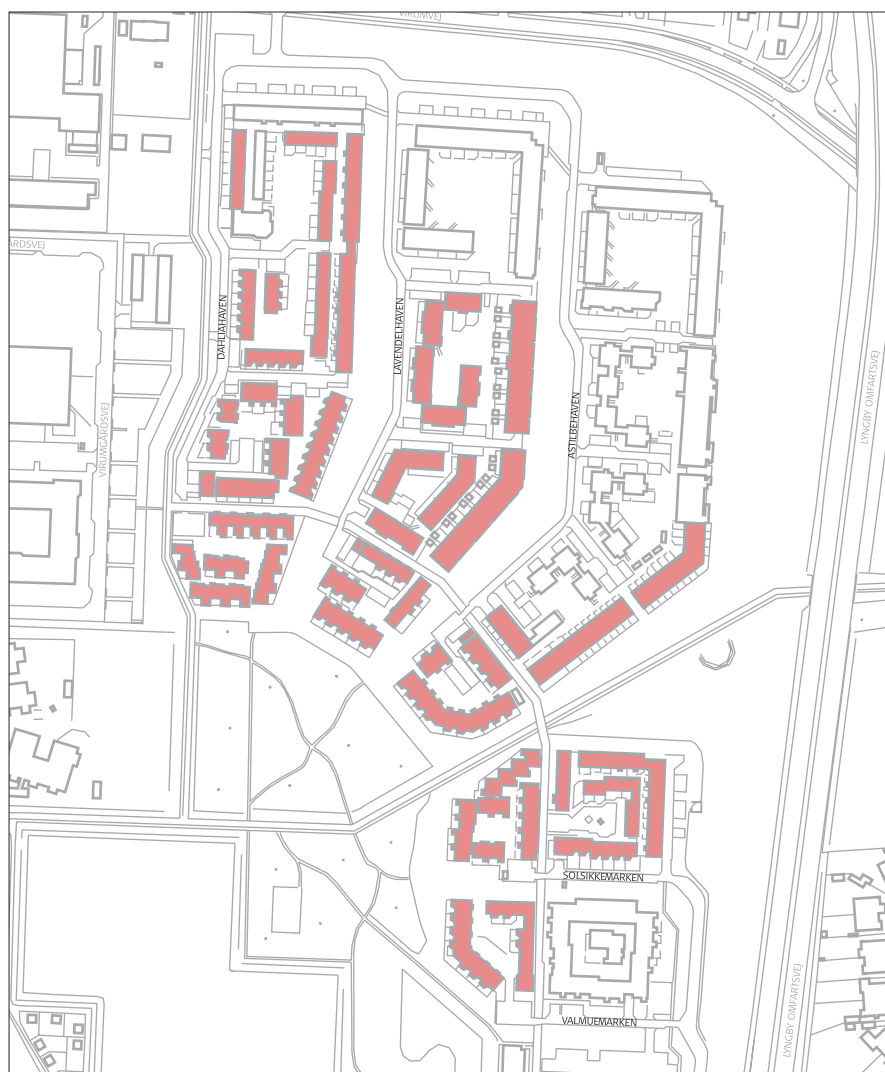 VIRUMVEJ
ÅRDSVEJ
DAHLIAHAVEN
LAVENDELHAVEN
LYNGBY OMFARTSVEJ
ASTILBEHAVEN
VIRUMGÅRDSVEJ
SOLSIKKEMARKEN
LYNGBY OMFARTSVEJ
VALMUEMARKEN